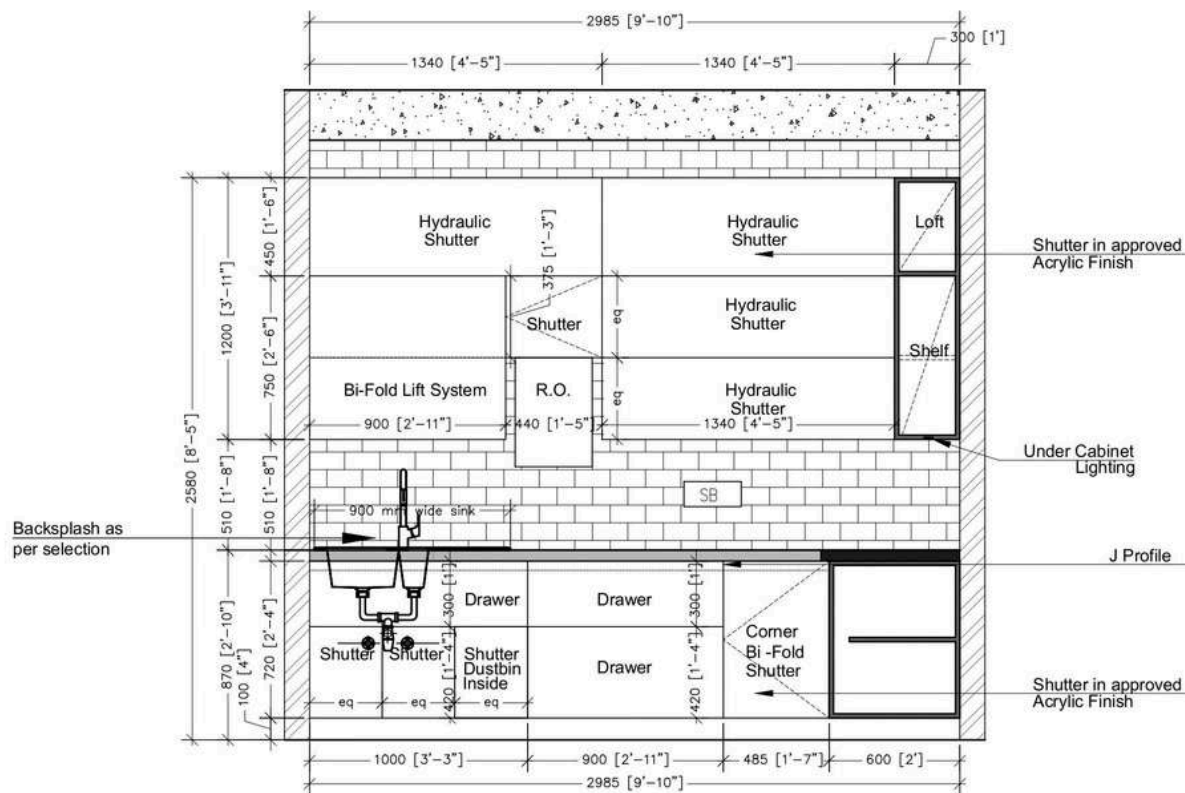 2985 [9'-10"]
300 [1']
1340 [4'-5"]
1340 [4'-5"]
450 [1'-6"]
1200 [3'-11"]
750 [2'-6"]
2580 [8'-5"]
510 [1'-8"]
510 [1'-8"]
870 [2'-10"]
720 [2'-4"]
100 [4"]
Hydraulic
Shutter
375 [1'-3"]
Hydraulic
Shutter
Loft
Shutter in approved
Acrylic Finish
Shutter
eq
Hydraulic
Shutter
Shelf
Bi-Fold Lift System
R.O.
eq
Hydraulic
Shutter
900 [2'-11"]
440 [1'-5"]
1340 [4'-5"]
Under Cabinet
Lighting
SB
900 mm wide sink
Backsplash as
per selection
J Profile
300 [1']
Drawer
Drawer
300 [1']
Shutter
Shutter
420 [1'-4"]
Shutter
Dustbin
Inside
Drawer
420 [1'-4"]
Corner
Bi -Fold
Shutter
Shutter in approved
Acrylic Finish
eq
eq
eq
1000 [3'-3"]
900 [2'-11"]
485 [1'-7"]
600 [2']
2985 [9'-10"]